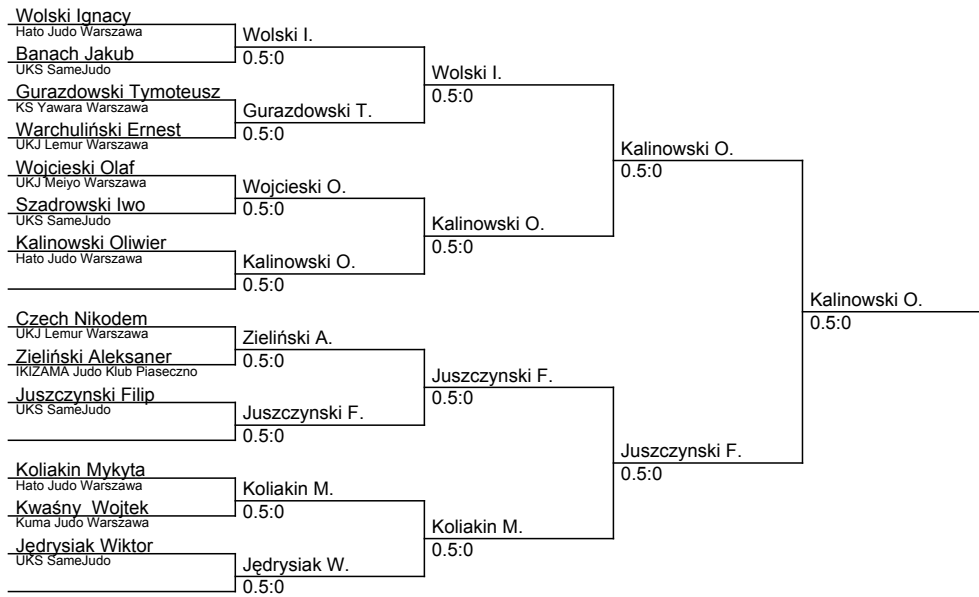 Wolski Ignacy
Hato Judo Warszawa
Banach Jakub
UKS SameJudo
Gurazdowski Tymoteusz
KS Yawara Warszawa
Warchuliński Ernest
UKJ Lemur Warszawa
Wojcieski Olaf
UKJ Meiyo Warszawa
Szadrowski Iwo
UKS SameJudo
Kalinowski Oliwier
Hato Judo Warszawa
Czech Nikodem
UKJ Lemur Warszawa
Zieliński Aleksaner
IKIZAMA Judo Klub Piaseczno
Juszczynski Filip
UKS SameJudo
Koliakin Mykyta
Hato Judo Warszawa
Kwaśny  Wojtek
Kuma Judo Warszawa
Jędrysiak Wiktor
UKS SameJudo
Wolski I.
0.5:0
Gurazdowski T.
0.5:0
Wojcieski O.
0.5:0
Kalinowski O.
0.5:0
Zieliński A.
0.5:0
Juszczynski F.
0.5:0
Koliakin M.
0.5:0
Jędrysiak W.
0.5:0
Wolski I.
0.5:0
Kalinowski O.
0.5:0
Juszczynski F.
0.5:0
Koliakin M.
0.5:0
Kalinowski O.
0.5:0
Juszczynski F.
0.5:0
Kalinowski O.
0.5:0